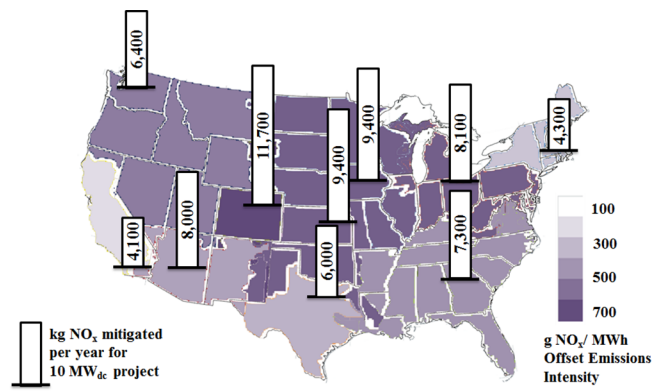 6,400
11,700
9,400
9,400
8,100
4,300
4,100
8,000
6,000
7,300
100
300
500
700
g NOx/ MWh
Offset Emissions
Intensity
kg NOx mitigated
per year for
10 MWdc project